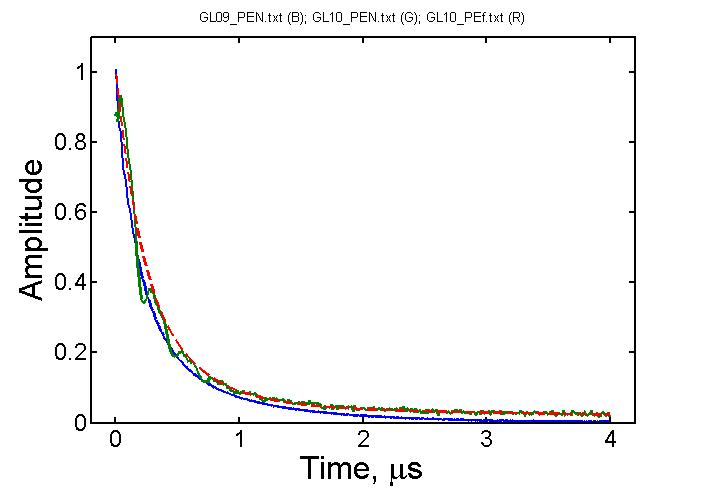 GL09_PEN.txt (B); GL10_PEN.txt (G); GL10_PEf.txt (R)
1
0.8
0.6
0.4
0.2
0
Amplitude
0 1 2 3 4
Time, μs